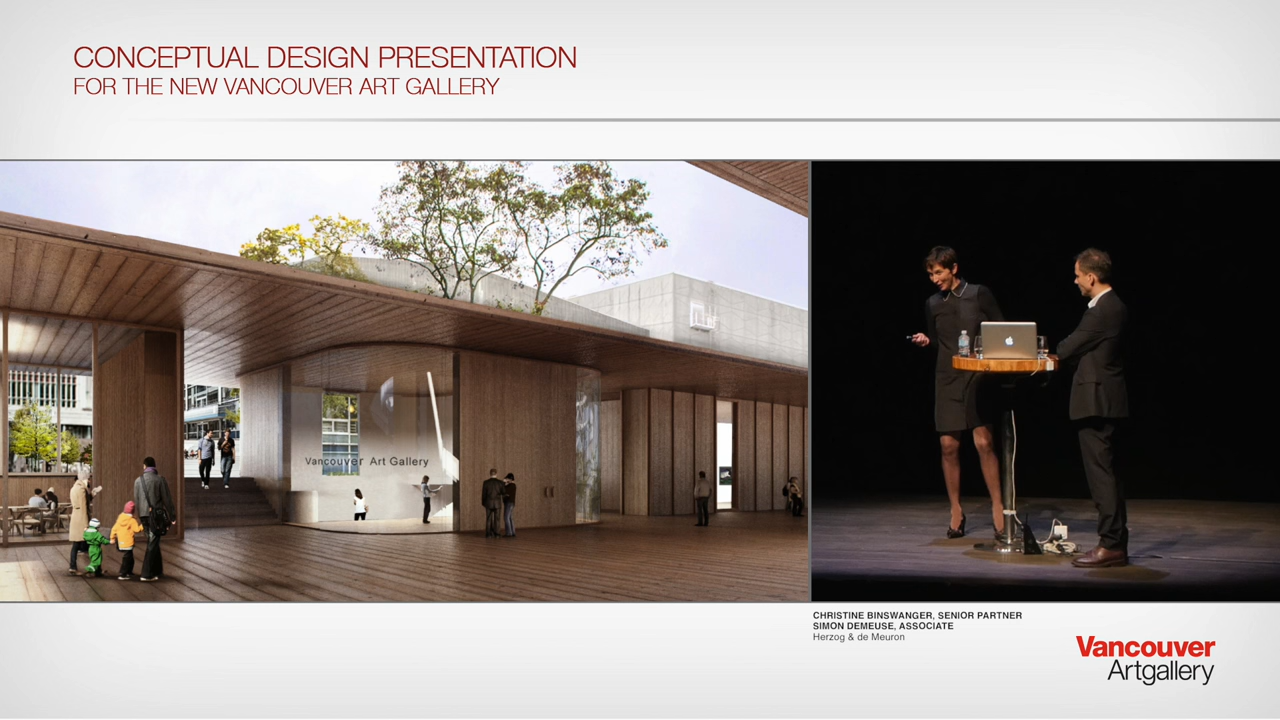 CONCEPTUAL DESIGN PRESENTATION
FOR THE NEW VANCOUVER ART GALLERY
Vancouver Art Gallery
CHRISTINE BINSWANGER, SENIOR PARTNER
SIMON DEMEUSE, ASSOCIATE
Herzog & de Meuron
Vancouver
Artgallery